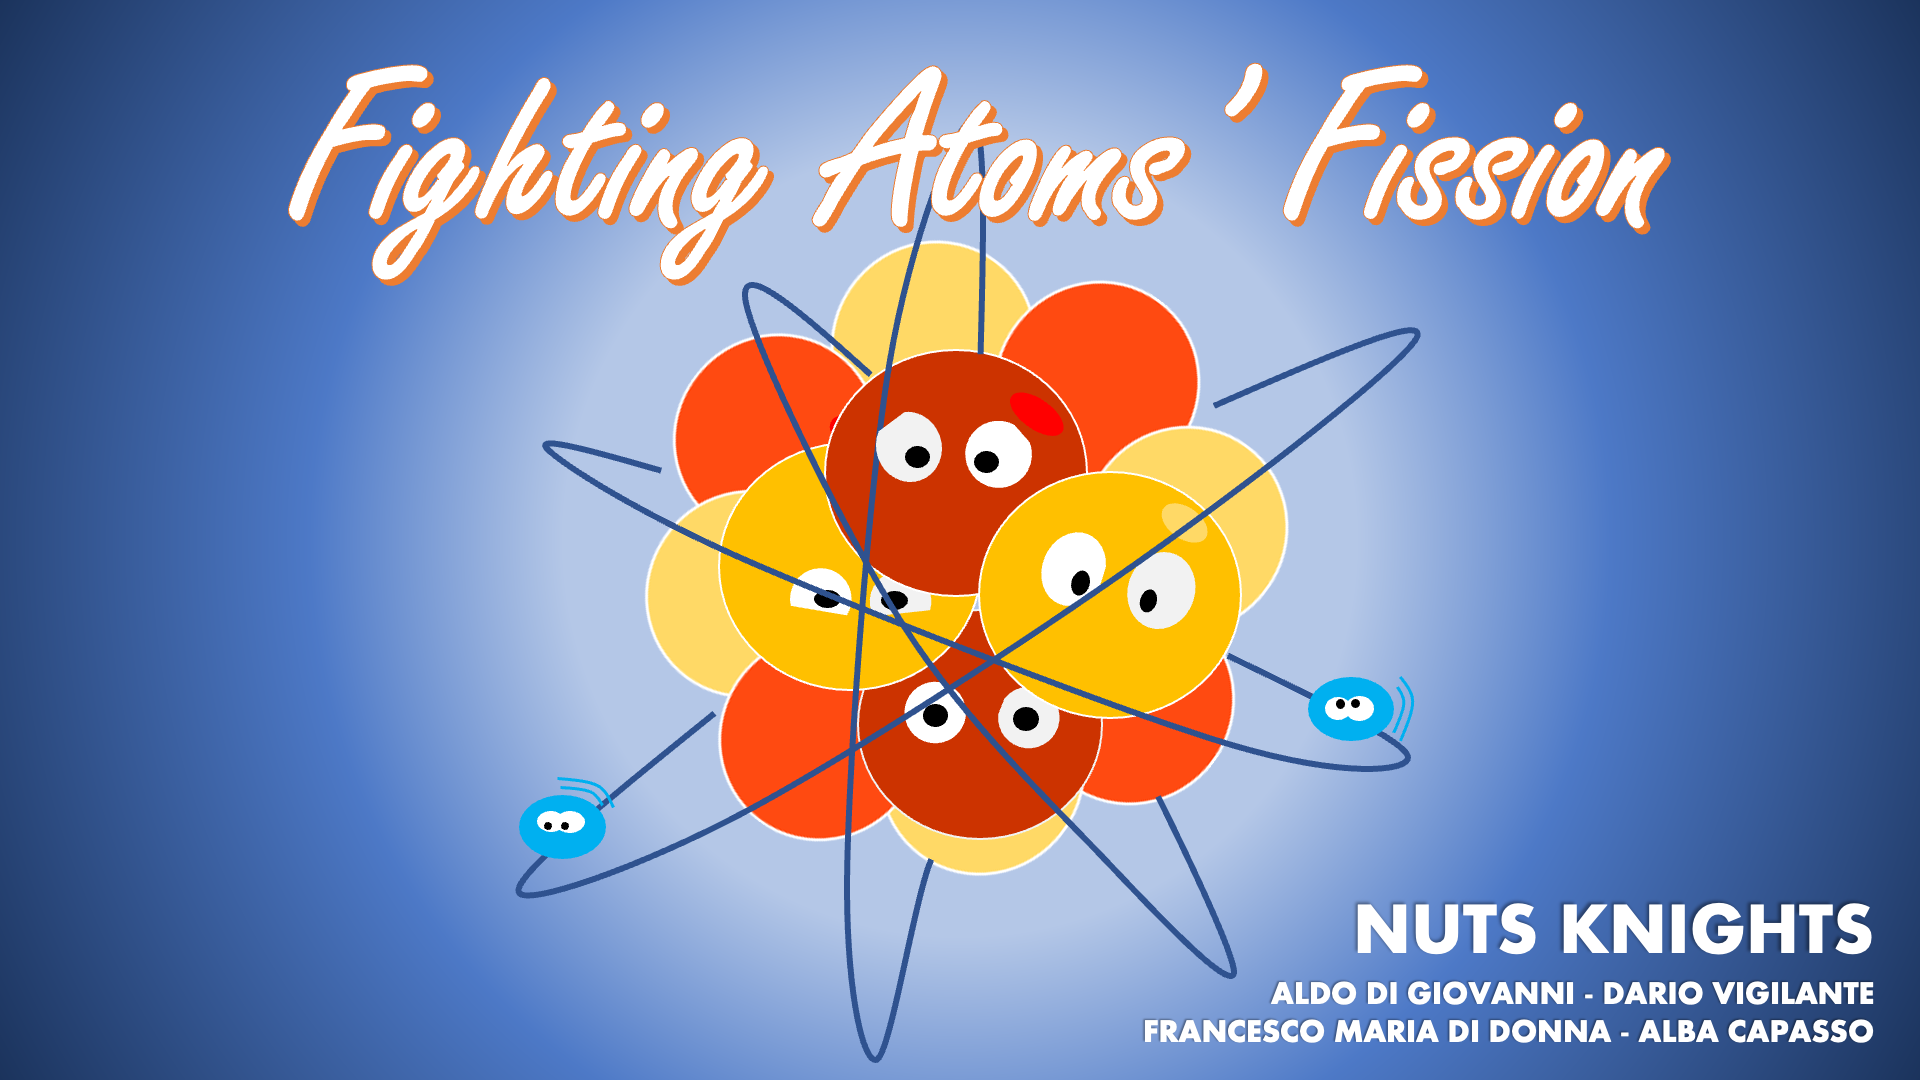 Fighting Atoms' Fission
NUTS KNIGHTS
ALDO DI GIOVANNI - DARIO VIGILANTE
FRANCESCO MARIA DI DONNA - ALBA CAPASSO